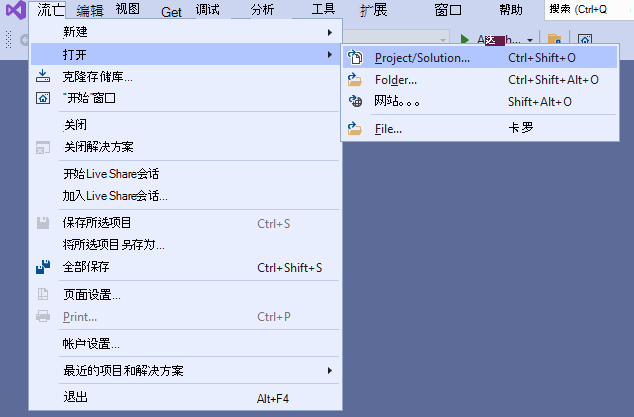 流亡 编辑 视图 Get 调试 分析 工具 扩展 窗口 帮助 搜索 (Ctrl+Q
新建
打开
克隆存储库...
"开始"窗口
关闭
关闭解决方案
开始Live Share会话
加入Live Share会话...
保存所选项目 Ctrl+S
将所选项目另存为...
全部保存 Ctrl+Shift+S
页面设置...
Print... Ctrl+P
帐户设置...
最近的项目和解决方案
退出 Alt+F4
Project/Solution... Ctrl+Shift+O
Folder... Ctrl+Shift+Alt+O
网站。。。 Shift+Alt+O
File... 卡罗